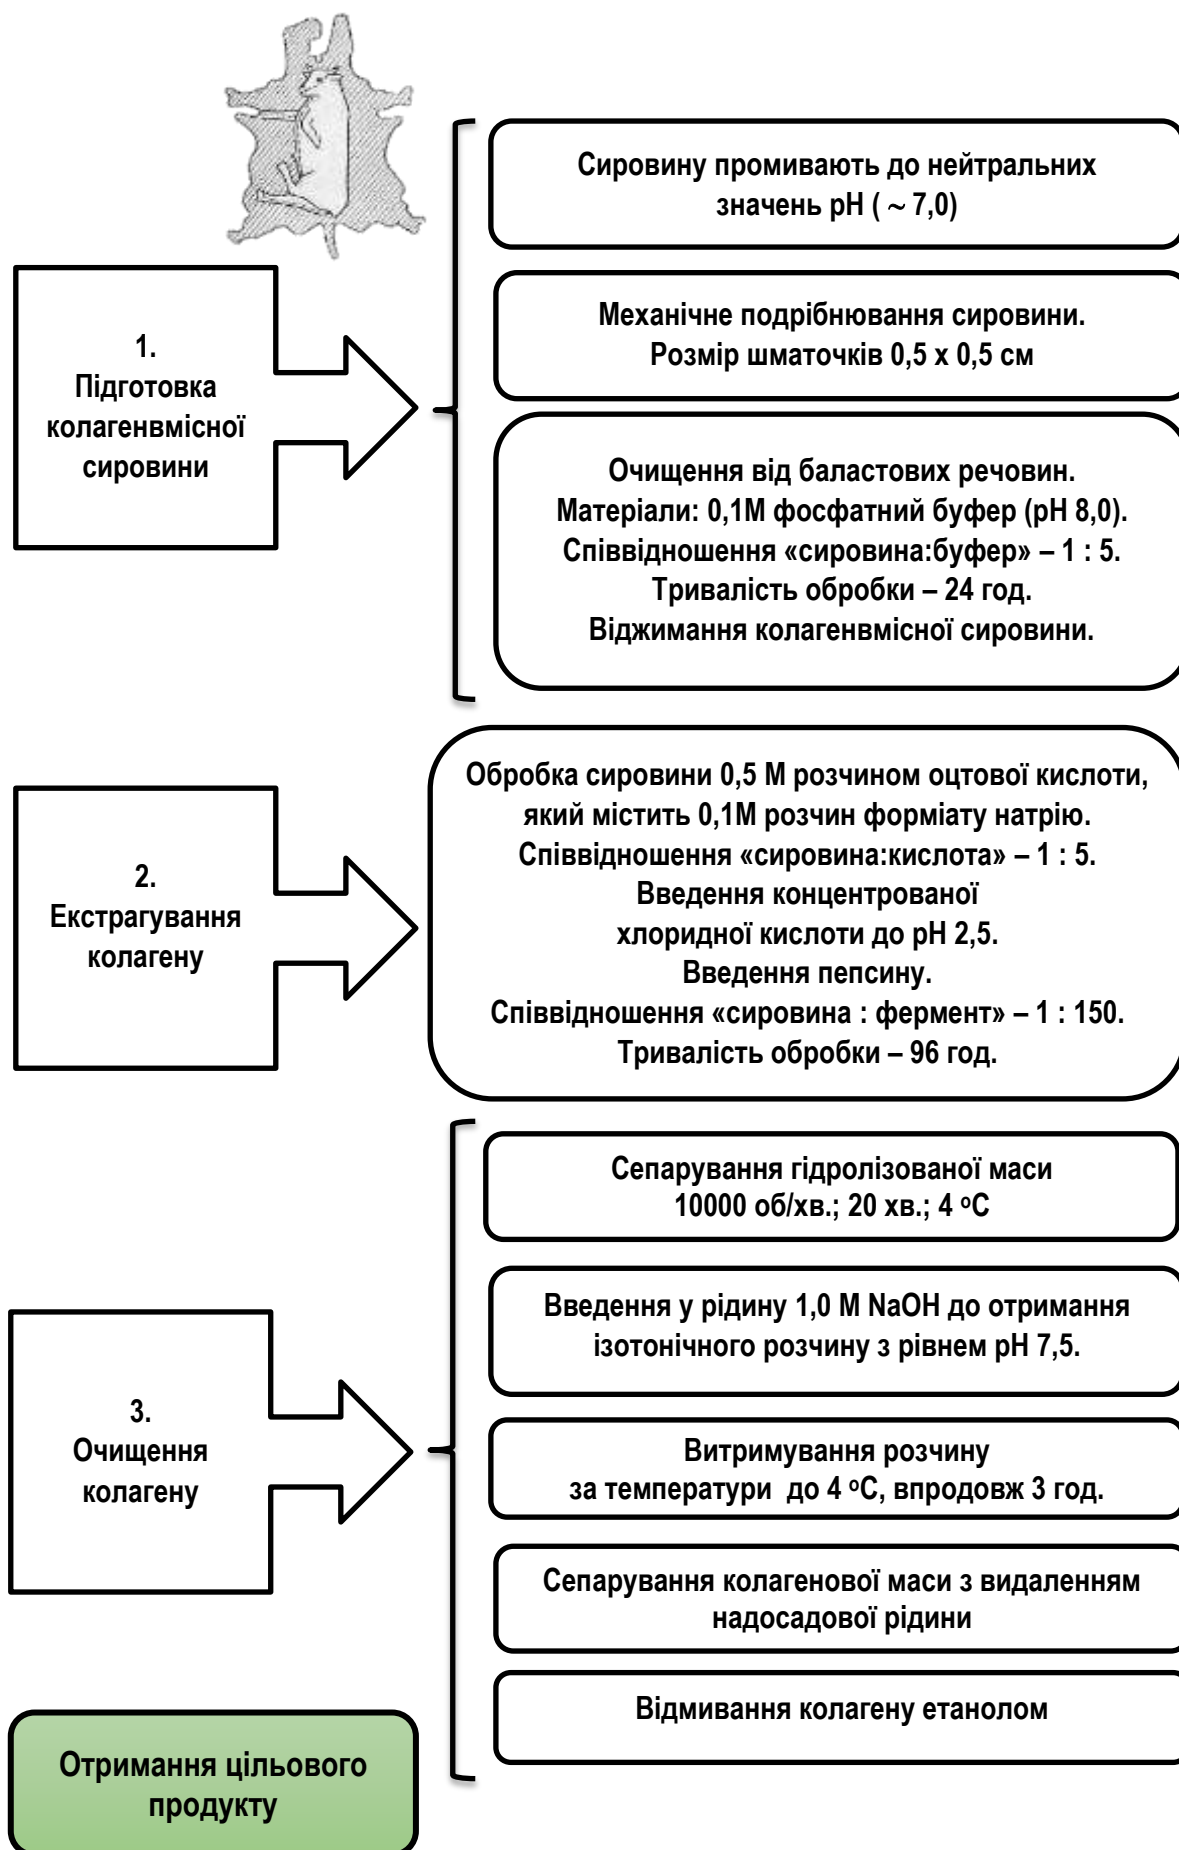 Сировину промивають до нейтральних
значень рН ( ~ 7,0)
1.
Підготовка
колагенвмісної
сировини
Механічне подрібнювання сировини.
Розмір шматочків 0,5 х 0,5 см
Очищення від баластових речовин.
Матеріали: 0,1М фосфатний буфер (рН 8,0).
Співвідношення «сировина:буфер» – 1 : 5.
Тривалість обробки – 24 год.
Віджимання колагенвмісної сировини.
2.
Екстрагування
колагену
Обробка сировини 0,5 М розчином оцтової кислоти,
який містить 0,1М розчин форміату натрію.
Співвідношення «сировина:кислота» – 1 : 5.
Введення концентрованої
хлоридної кислоти до рН 2,5.
Введення пепсину.
Співвідношення «сировина : фермент» – 1 : 150.
Тривалість обробки – 96 год.
3.
Очищення
колагену
Сепарування гідролізованої маси
10000 об/хв.; 20 хв.; 4 ºС
Введення у рідину 1,0 М NaOH до отримання
ізотонічного розчину з рівнем рН 7,5.
Витримування розчину
за температури до 4 ºС, впродовж 3 год.
Сепарування колагенової маси з видаленням
надосадової рідини
Відмивання колагену етанолом
Отримання цільового
продукту